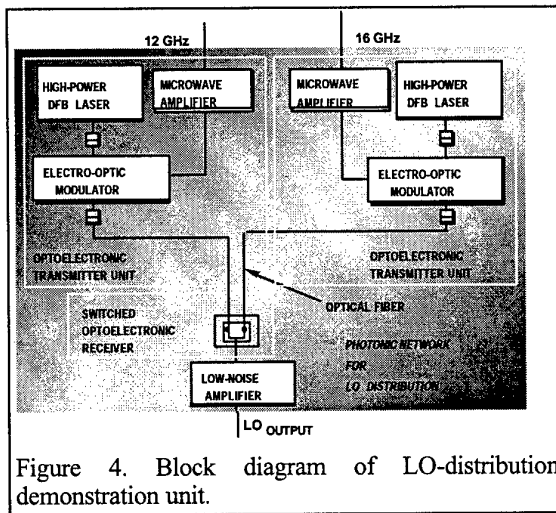 12 GHz
16 GHz
HIGH-POWER
DFB LASER
MICROWAVE
AMPLIFIER
MICROWAVE
AMPLIFIER
HIGH-POWER
DFB LASER
ELECTRO-OPTIC
MODULATOR
ELECTRO-OPTIC
MODULATOR
OPTOELECTRONIC
TRANSMITTER UNIT
OPTOELECTRONIC
TRANSMITTER UNIT
OPTICAL FIBER
SWITCHED
OPTOELECTRONIC
RECEIVER
PHOTONIC NETWORK
FOR
LO DISTRIBUTION
LOW-NOISE
AMPLIFIER
LO OUTPUT
Figure 4. Block diagram of LO-distribution
demonstration unit.